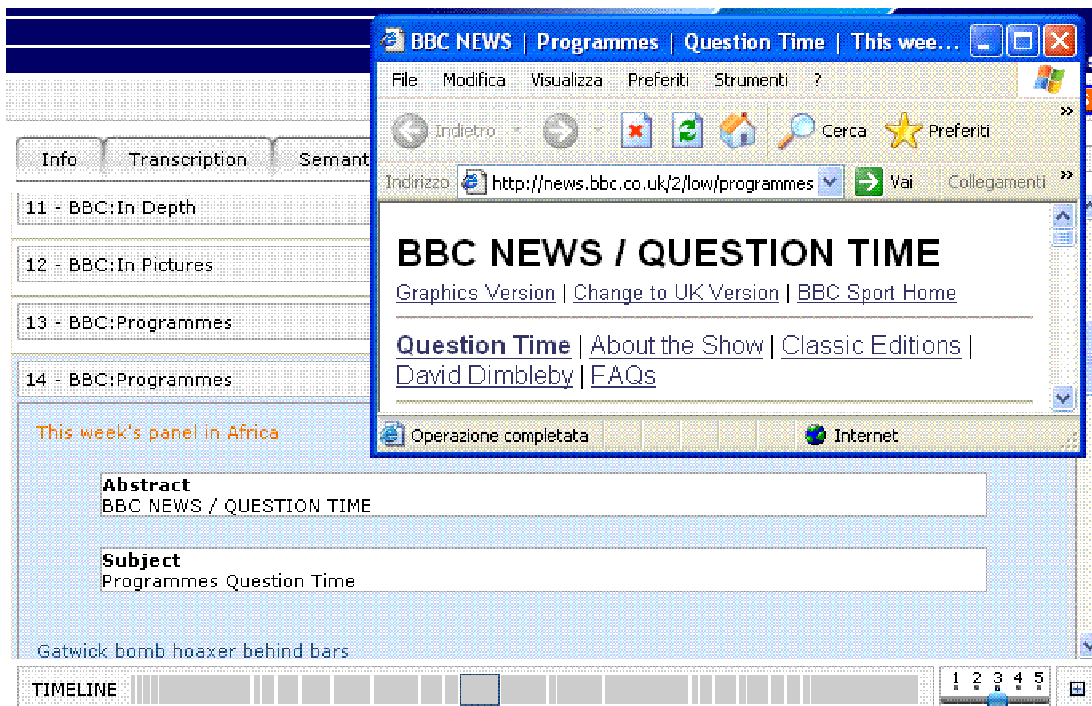 BBC NEWS | Programmes | Question Time | This wee...
File Modifica Visualizza Preferiti Strumenti ?
Indietro Cerca Preferiti »
Indirizzo http://news.bbc.co.uk/2/low/programmes Vai Collegamenti »
BBC NEWS / QUESTION TIME
Graphics Version | Change to UK Version | BBC Sport Home
Question Time | About the Show | Classic Editions |
David Dimbleby | FAQs
Operazione completata Internet
Info Transcription Semant
11 - BBC:In Depth
12 - BBC:In Pictures
13 - BBC:Programmes
14 - BBC:Programmes
This week's panel in Africa
Abstract
BBC NEWS / QUESTION TIME
Subject
Programmes Question Time
Gatwick bomb hoaxer behind bars
TIMELINE 1 2 3 4 5